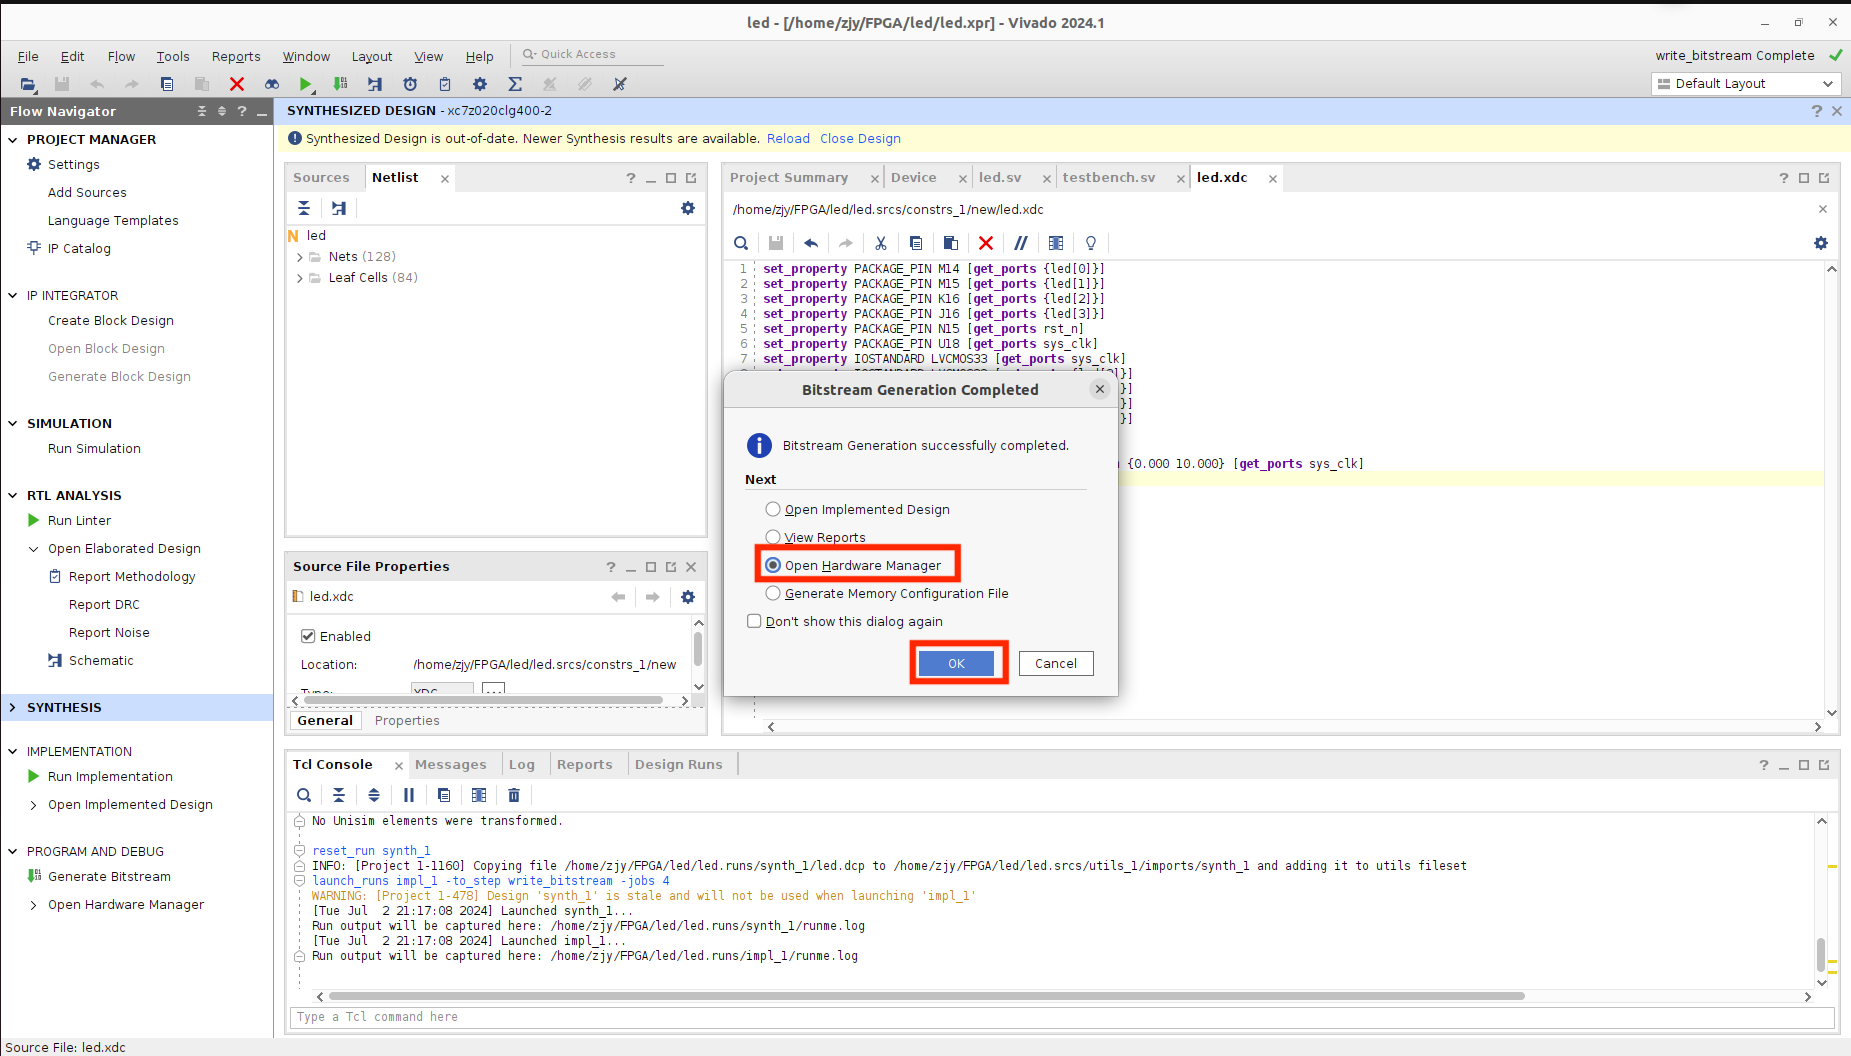 led - [/home/zjy/FPGA/led/led.xpr] - Vivado 2024.1
File Edit Flow Tools Reports Window Layout View Help Quick Access
write_bitstream Complete
Default Layout
Flow Navigator
PROJECT MANAGER
Settings
Add Sources
Language Templates
IP Catalog
IP INTEGRATOR
Create Block Design
Open Block Design
Generate Block Design
SIMULATION
Run Simulation
RTL ANALYSIS
Run Linter
Open Elaborated Design
Report Methodology
Report DRC
Report Noise
Schematic
SYNTHESIS
IMPLEMENTATION
Run Implementation
Open Implemented Design
PROGRAM AND DEBUG
Generate Bitstream
Open Hardware Manager
SYNTHESIZED DESIGN - xc7z020clg400-2
Synthesized Design is out-of-date. Newer Synthesis results are available. Reload Close Design
Sources Netlist
N led
Nets (128)
Leaf Cells (84)
Source File Properties
led.xdc
Enabled
Location: /home/zjy/FPGA/led/led.srcs/constrs_1/new
General Properties
Project Summary Device led.sv testbench.sv led.xdc
/home/zjy/FPGA/led/led.srcs/constrs_1/new/led.xdc
1 set_property PACKAGE_PIN M14 [get_ports {led[0]}]
2 set_property PACKAGE_PIN M15 [get_ports {led[1]}]
3 set_property PACKAGE_PIN K16 [get_ports {led[2]}]
4 set_property PACKAGE_PIN J16 [get_ports {led[3]}]
5 set_property PACKAGE_PIN N15 [get_ports rst_n]
6 set_property PACKAGE_PIN U18 [get_ports sys_clk]
7 set_property IOSTANDARD LVCMOS33 [get_ports sys_clk]
}]
}]
}]
}]
{0.000 10.000} [get_ports sys_clk]
Bitstream Generation Completed
Bitstream Generation successfully completed.
Next
Open Implemented Design
View Reports
Open Hardware Manager
Generate Memory Configuration File
Don't show this dialog again
OK Cancel
Tcl Console Messages Log Reports Design Runs
No Unisim elements were transformed.
reset_run synth_1
INFO: [Project 1-1160] Copying file /home/zjy/FPGA/led/led.runs/synth_1/led.dcp to /home/zjy/FPGA/led/led.srcs/utils_1/imports/synth_1 and adding it to utils fileset
launch_runs impl_1 -to_step write_bitstream -jobs 4
WARNING: [Project 1-478] Design 'synth_1' is stale and will not be used when launching 'impl_1'
[Tue Jul  2 21:17:08 2024] Launched synth_1...
Run output will be captured here: /home/zjy/FPGA/led/led.runs/synth_1/runme.log
[Tue Jul  2 21:17:08 2024] Launched impl_1...
Run output will be captured here: /home/zjy/FPGA/led/led.runs/impl_1/runme.log
Type a Tcl command here
Source File: led.xdc